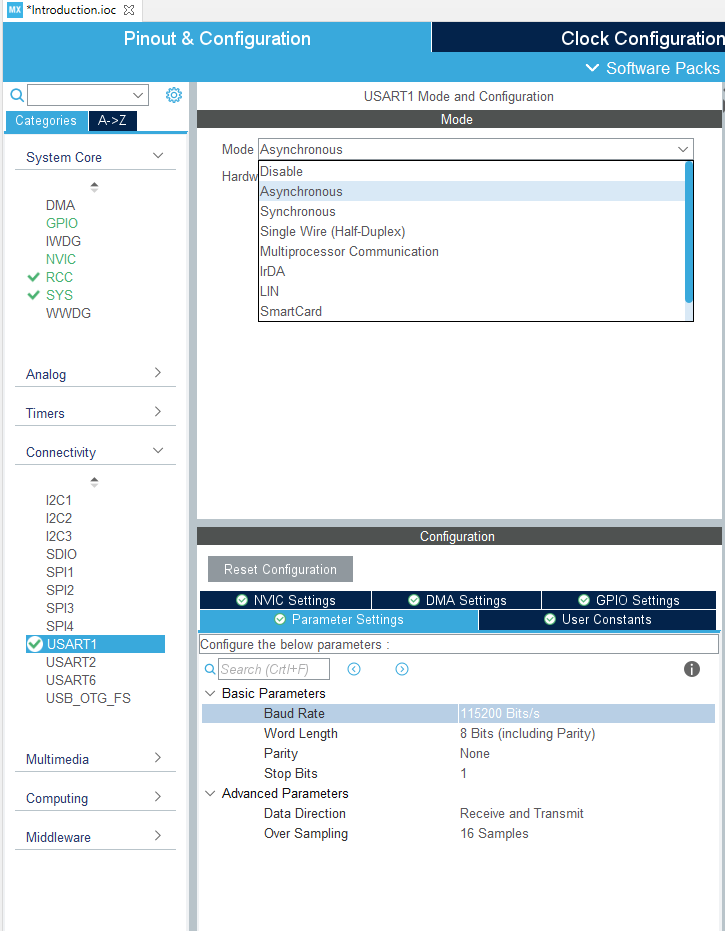 MX *Introduction.ioc
Pinout & Configuration
Clock Configuration
Software Packs
Categories
A->Z
System Core
DMA
GPIO
IWDG
NVIC
RCC
SYS
WWDG
Analog
Timers
Connectivity
I2C1
I2C2
I2C3
SDIO
SPI1
SPI2
SPI3
SPI4
USART1
USART2
USART6
USB_OTG_FS
Multimedia
Computing
Middleware
USART1 Mode and Configuration
Mode
Mode Asynchronous
Hardw
Disable
Asynchronous
Synchronous
Single Wire (Half-Duplex)
Multiprocessor Communication
IrDA
LIN
SmartCard
Configuration
Reset Configuration
NVIC Settings
DMA Settings
GPIO Settings
Parameter Settings
User Constants
Configure the below parameters :
Search (Crtl+F)
Basic Parameters
Baud Rate 115200 Bits/s
Word Length 8 Bits (including Parity)
Parity None
Stop Bits 1
Advanced Parameters
Data Direction Receive and Transmit
Over Sampling 16 Samples